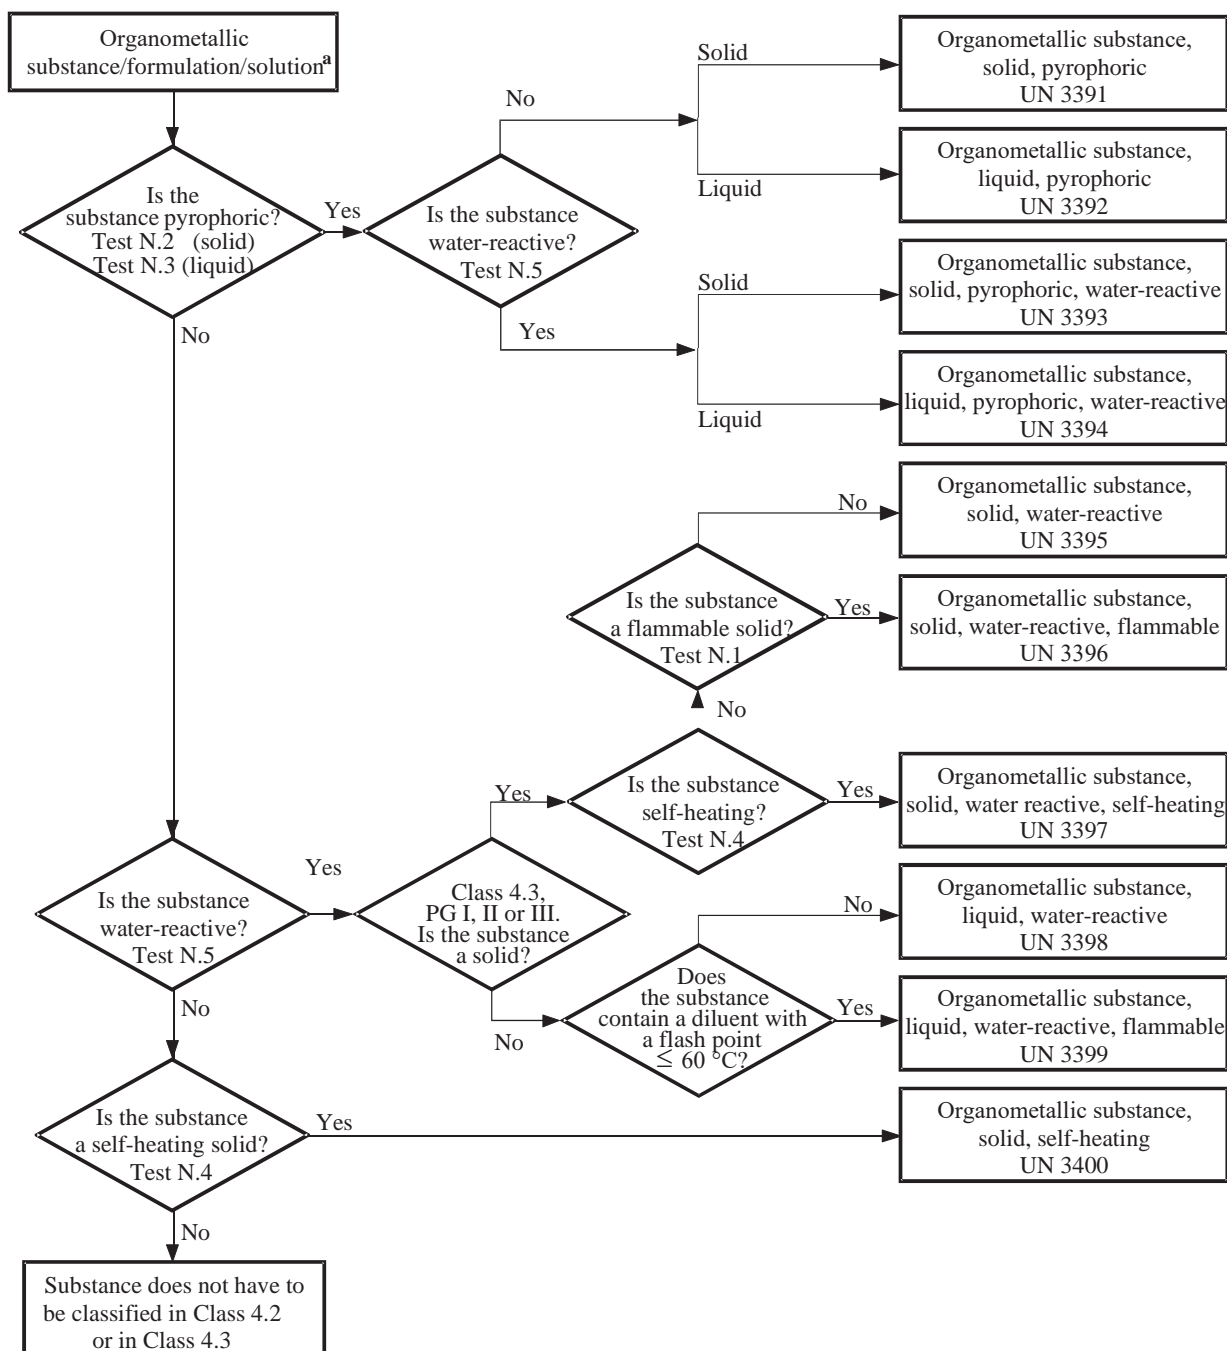 Organometallic
substance/formulation/solutionᵃ
Solid
Organometallic substance,
solid, pyrophoric
UN 3391
No
Is the
substance pyrophoric?
Test N.2 (solid)
Test N.3 (liquid)
Yes
Is the substance
water-reactive?
Test N.5
Liquid
Organometallic substance,
liquid, pyrophoric
UN 3392
Solid
Organometallic substance,
solid, pyrophoric, water-reactive
UN 3393
No
Yes
Liquid
Organometallic substance,
liquid, pyrophoric, water-reactive
UN 3394
No
Organometallic substance,
solid, water-reactive
UN 3395
Is the substance
a flammable solid?
Test N.1
Yes
Organometallic substance,
solid, water-reactive, flammable
UN 3396
No
Yes
Is the substance
self-heating?
Test N.4
Yes
Organometallic substance,
solid, water reactive, self-heating
UN 3397
Is the substance
water-reactive?
Test N.5
Yes
Class 4.3,
PG I, II or III.
Is the substance
a solid?
No
Organometallic substance,
liquid, water-reactive
UN 3398
No
No
Does
the substance
contain a diluent with
a flash point
≤ 60 °C?
Yes
Organometallic substance,
liquid, water-reactive, flammable
UN 3399
Is the substance
a self-heating solid?
Test N.4
Yes
Organometallic substance,
solid, self-heating
UN 3400
No
Substance does not have to
be classified in Class 4.2
or in Class 4.3